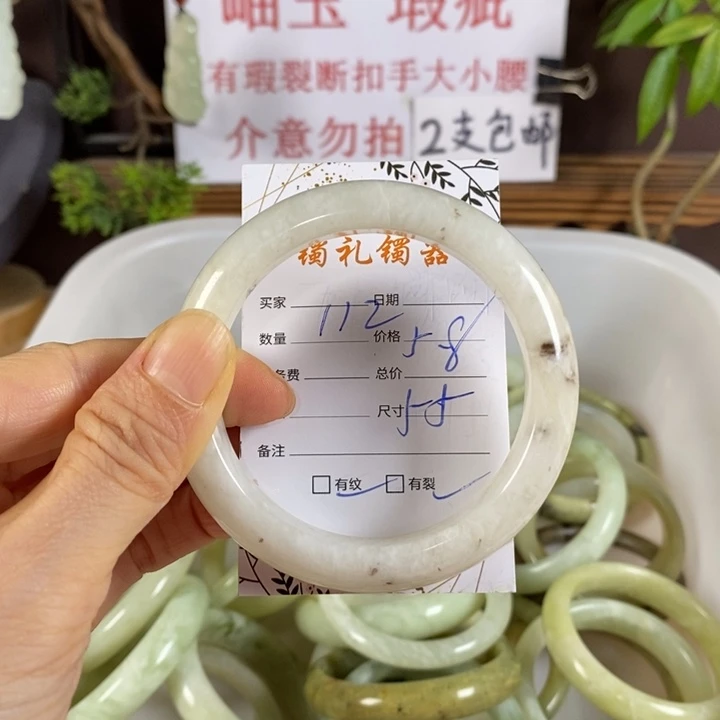 岫玉 瑕疵
有瑕裂断扣手大小腰
介意勿拍 2支包邮
镯礼镯器
买家 日期
数量 112 价格 58
费 总价
尺寸 55
备注
有纹 有裂